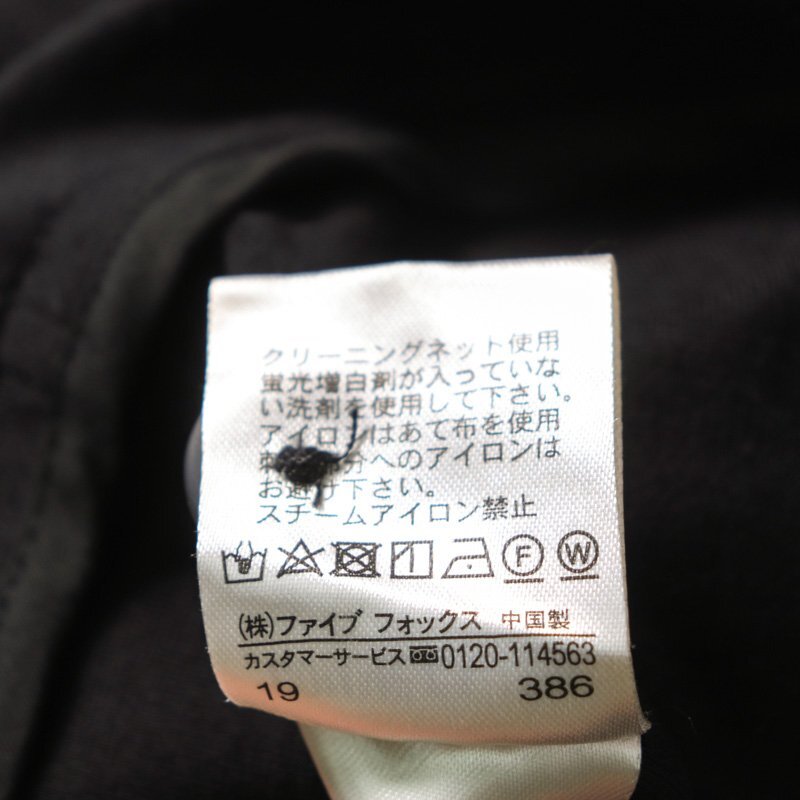 クリーニングネット使用
蛍光増白剤が入っていな
い洗剤を使用して下さい。
アイロンはあて布を使用
部分へのアイロンは
お避け下さい。
スチームアイロン禁止
F W
(株)ファイブ フォックス 中国製
カスタマーサービス 0120-114563
19 386